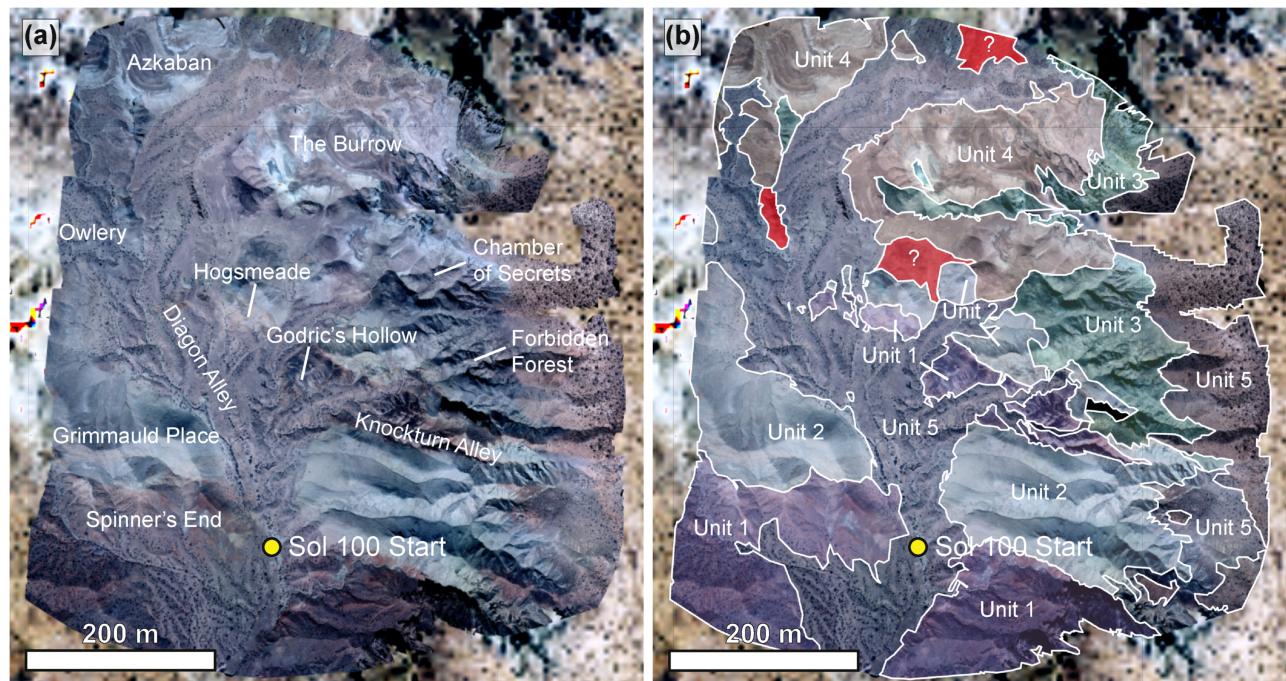 (a)
Azkaban
The Burrow
Owlery
Chamber
of Secrets
Hogsmeade
Godric's Hollow
Diagon Alley
Forbidden
Forest
Grimmauld Place
Knockturn Alley
Spinner's End
Sol 100 Start
200 m
(b)
Unit 4
?
Unit 4
Unit 3
?
Unit 2
Unit 3
Unit 1
Unit 5
Unit 5
Unit 2
Unit 2
Unit 1
Unit 5
Sol 100 Start
Unit 1
200 m